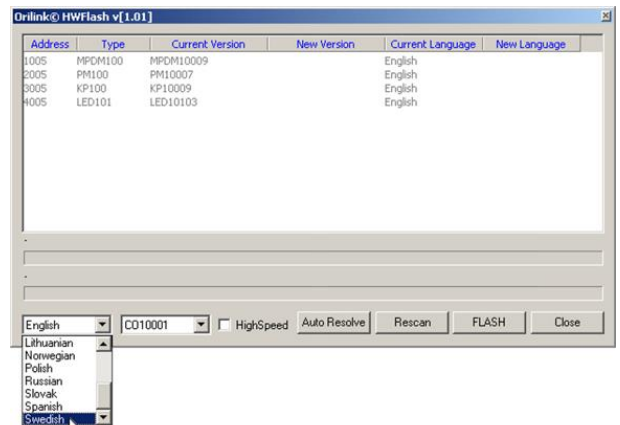 Orilink© HWFlash v[1.01]
Address Type Current Version New Version Current Language New Language
1005 MPDM100 MPDM10009 English
2005 PM100 PM10007 English
3005 KP100 KP10009 English
4005 LED101 LED10103 English
-
-
English CO10001 HighSpeed Auto Resolve Rescan FLASH Close
Lithuanian
Norwegian
Polish
Russian
Slovak
Spanish
Swedish